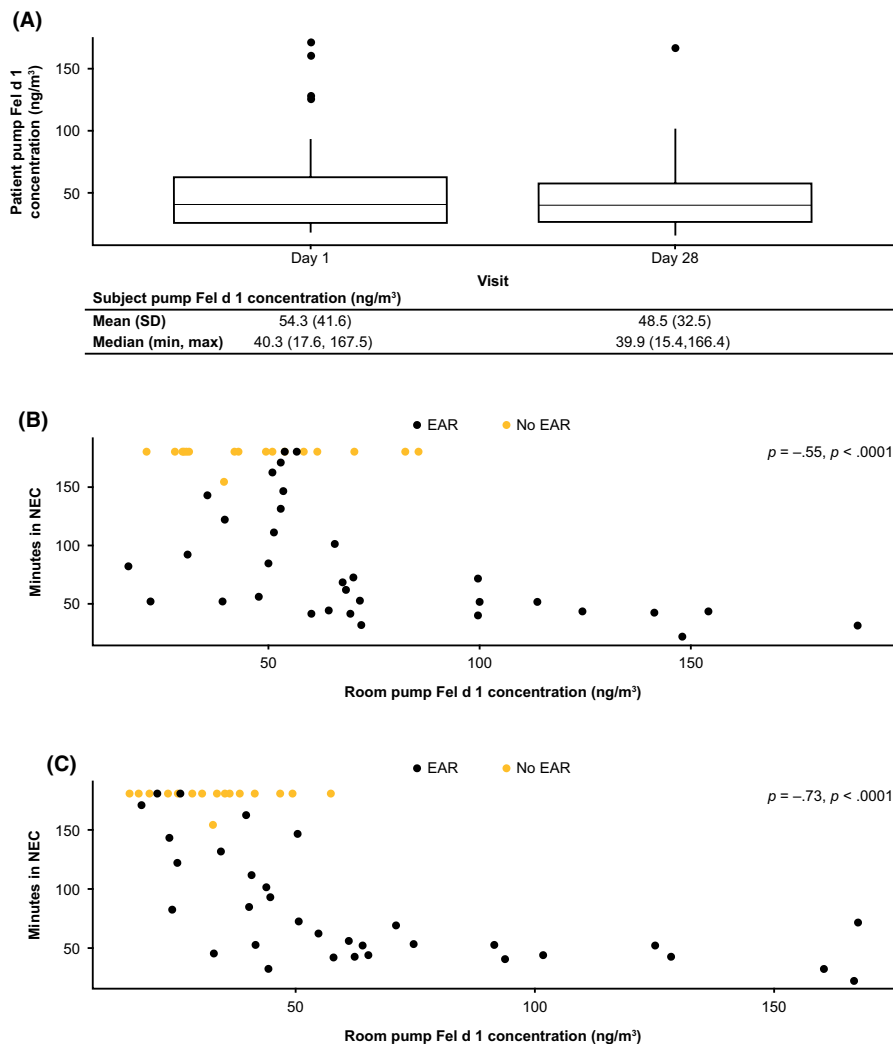 (A)
Patient pump Fel d 1
concentration (ng/m³)
150
100
50
Day 1 Day 28
Visit
Subject pump Fel d 1 concentration (ng/m³)
Mean (SD) 54.3 (41.6) 48.5 (32.5)
Median (min, max) 40.3 (17.6, 167.5) 39.9 (15.4,166.4)
(B)
EAR No EAR
p = –.55, p < .0001
Minutes in NEC
150
100
50
50 100 150
Room pump Fel d 1 concentration (ng/m³)
(C)
EAR No EAR
p = –.73, p < .0001
Minutes in NEC
150
100
50
50 100 150
Room pump Fel d 1 concentration (ng/m³)